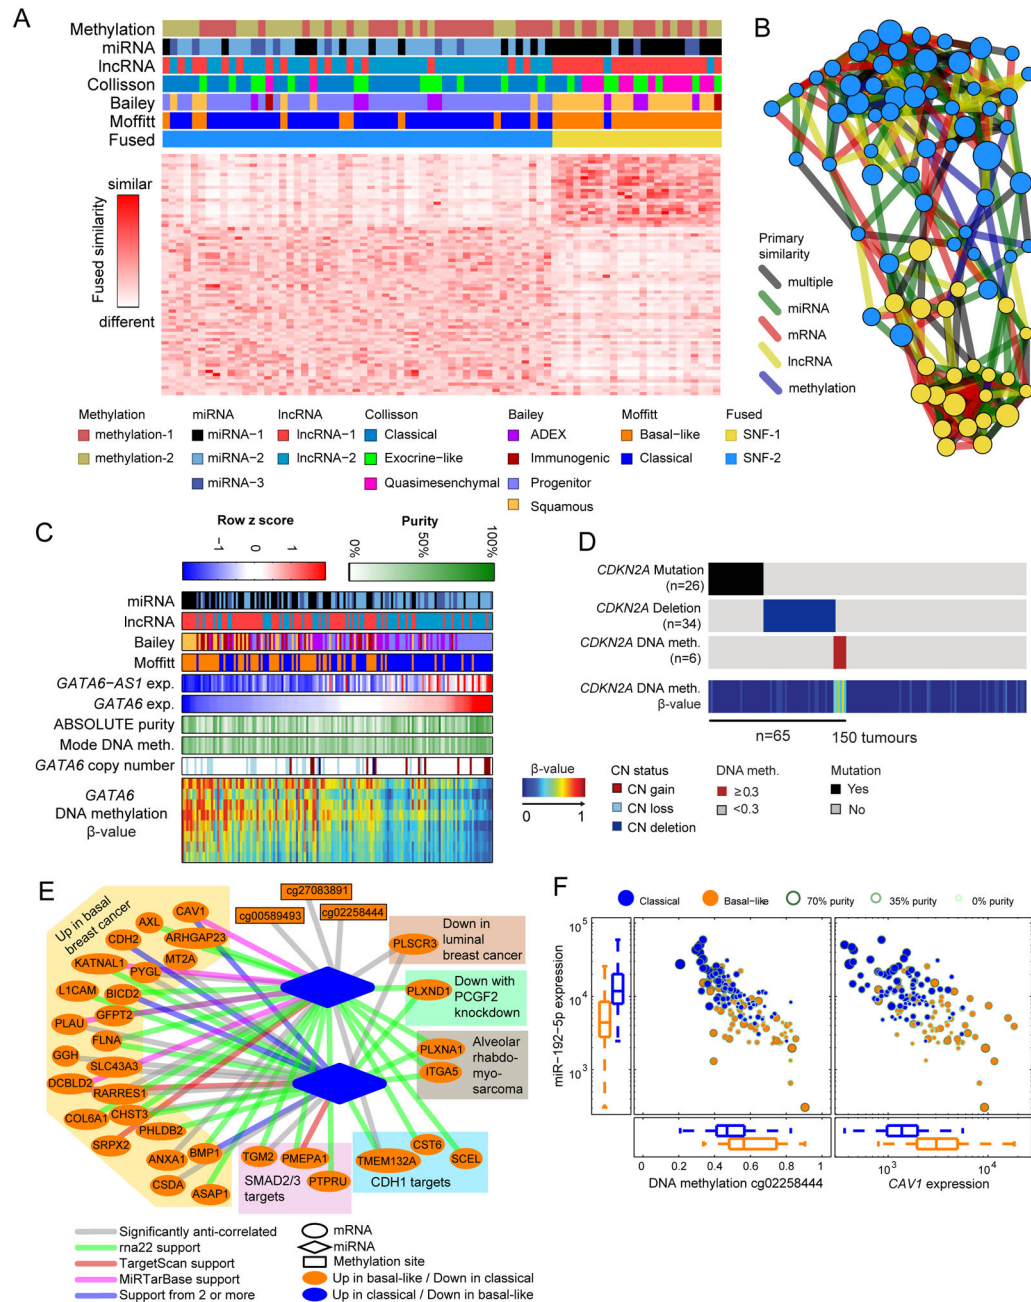 A
Methylation
miRNA
lncRNA
Collisson
Bailey
Moffitt
Fused
similar
Fused similarity
different
Methylation
methylation-1
methylation-2
miRNA
miRNA−1
miRNA−2
miRNA−3
lncRNA
lncRNA−1
lncRNA−2
Collisson
Classical
Exocrine−like
Quasimesenchymal
Bailey
ADEX
Immunogenic
Progenitor
Squamous
Moffitt
Basal−like
Classical
Fused
SNF−1
SNF−2
B
Primary
similarity
multiple
miRNA
mRNA
lncRNA
methylation
C
Row z score
−1
0
1
Purity
0%
50%
100%
miRNA
lncRNA
Bailey
Moffitt
GATA6−AS1 exp.
GATA6 exp.
ABSOLUTE purity
Mode DNA meth.
GATA6 copy number
GATA6
DNA methylation
β-value
β-value
0
1
D
CDKN2A Mutation
(n=26)
CDKN2A Deletion
(n=34)
CDKN2A DNA meth.
(n=6)
CDKN2A DNA meth.
β-value
n=65
150 tumours
CN status
CN gain
CN loss
CN deletion
DNA meth.
≥0.3
<0.3
Mutation
Yes
No
E
Up in basal
breast cancer
cg27083891
cg00589493
cg02258444
AXL
CAV1
CDH2
ARHGAP23
KATNAL1
MT2A
PYGL
L1CAM
BICD2
PLAU
GFPT2
FLNA
GGH
SLC43A3
DCBLD2
RARRES1
COL6A1
CHST3
SRPX2
PHLDB2
ANXA1
BMP1
CSDA
ASAP1
Down in
luminal
breast cancer
PLSCR3
PLXND1
Down with
PCGF2
knockdown
PLXNA1
ITGA5
Alveolar
rhabdo-
myo-
sarcoma
TGM2
PMEPA1
PTPRU
SMAD2/3
targets
TMEM132A
CST6
SCEL
CDH1 targets
Significantly anti-correlated
rna22 support
TargetScan support
MiRTarBase support
Support from 2 or more
mRNA
miRNA
Methylation site
Up in basal-like / Down in classical
Up in classical / Down in basal-like
F
Classical
Basal−like
70% purity
35% purity
0% purity
miR−192−5p expression
10⁵
10⁴
10³
0
0.2
0.4
0.6
0.8
1
DNA methylation cg02258444
10³
10⁴
CAV1 expression